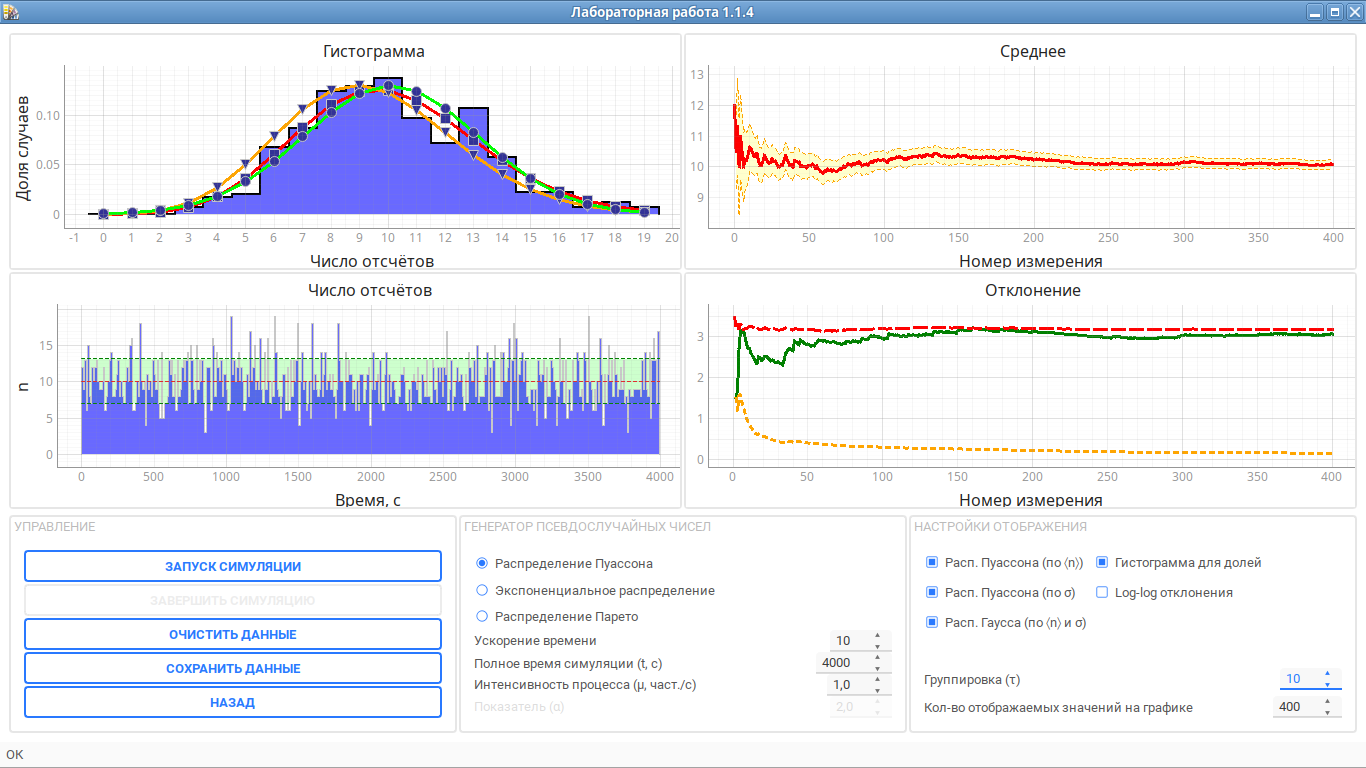 Лабораторная работа 1.1.4
Гистограмма
Доля случаев
0.10
0.05
0
-1 0 1 2 3 4 5 6 7 8 9 10 11 12 13 14 15 16 17 18 19 20
Число отсчётов
Среднее
13
12
11
10
9
0 50 100 150 200 250 300 350 400
Номер измерения
Число отсчётов
n
15
10
5
0
0 500 1000 1500 2000 2500 3000 3500 4000
Время, с
Отклонение
3
2
1
0
0 50 100 150 200 250 300 350 400
Номер измерения
УПРАВЛЕНИЕ
ЗАПУСК СИМУЛЯЦИИ
ЗАВЕРШИТЬ СИМУЛЯЦИЮ
ОЧИСТИТЬ ДАННЫЕ
СОХРАНИТЬ ДАННЫЕ
НАЗАД
ГЕНЕРАТОР ПСЕВДОСЛУЧАЙНЫХ ЧИСЕЛ
Распределение Пуассона
Экспоненциальное распределение
Распределение Парето
Ускорение времени 10
Полное время симуляции (t, с) 4000
Интенсивность процесса (μ, част./с) 1,0
Показатель (α) 2,0
НАСТРОЙКИ ОТОБРАЖЕНИЯ
Расп. Пуассона (по ⟨n⟩) Гистограмма для долей
Расп. Пуассона (по σ) Log-log отклонения
Расп. Гаусса (по ⟨n⟩ и σ)
Группировка (τ) 10
Кол-во отображаемых значений на графике 400
ОК